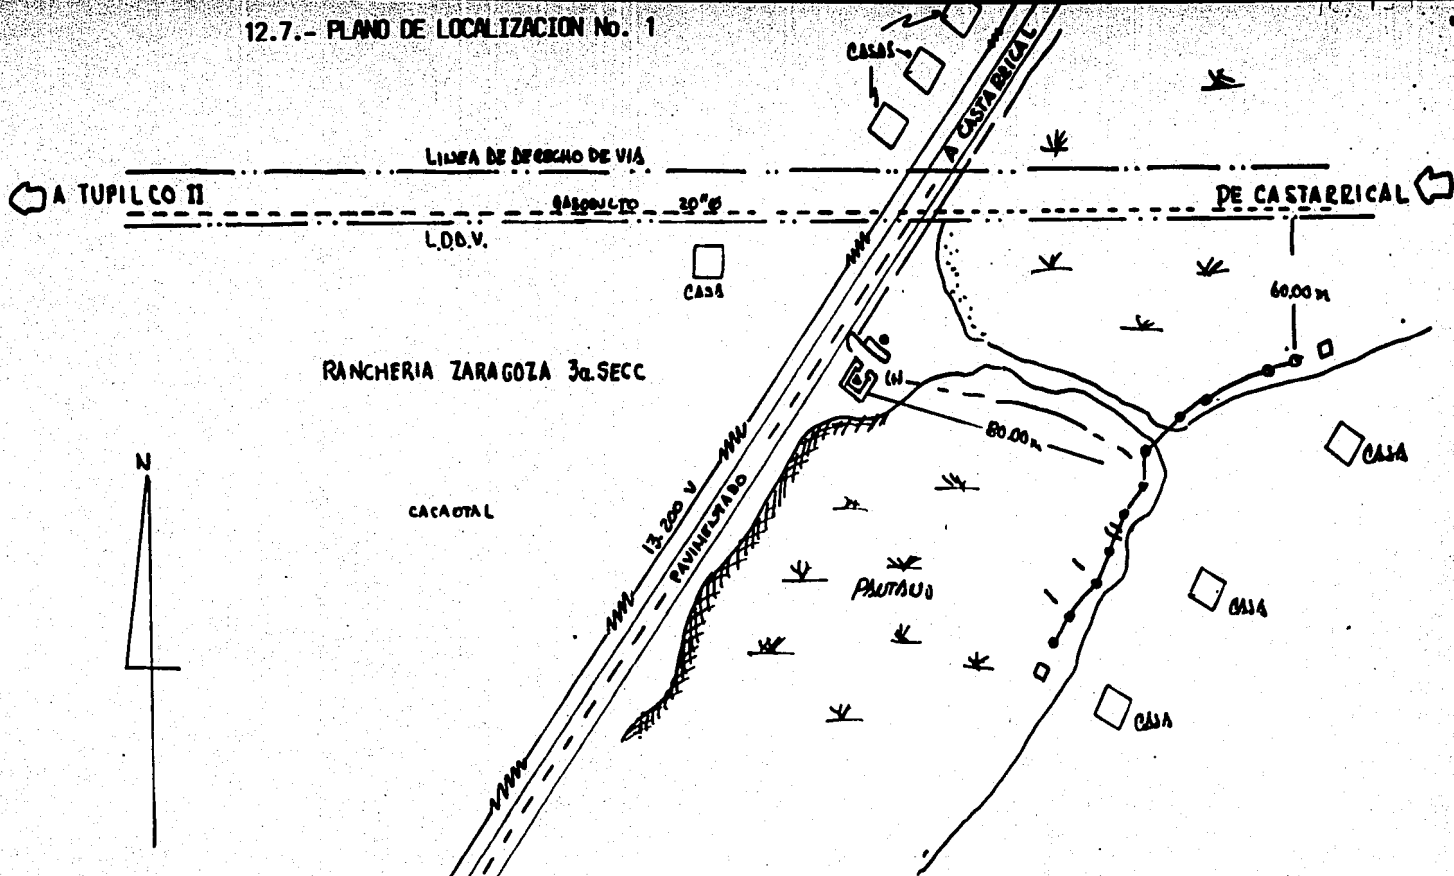 12.7.- PLANO DE LOCALIZACION No. 1
CASAS
A CASTARRICAL
LINEA DE DERECHO DE VIA
A TUPILCO II
DE CASTARRICAL
GASODUCTO 20"Ø
L.D.D.V.
CASA
60.00 m
RANCHERIA ZARAGOZA 3a. SECC
80.00 m
CASA
N
CACAOTAL
13.200 V
PAVIMENTADO
PANTANO
CASA
CASA